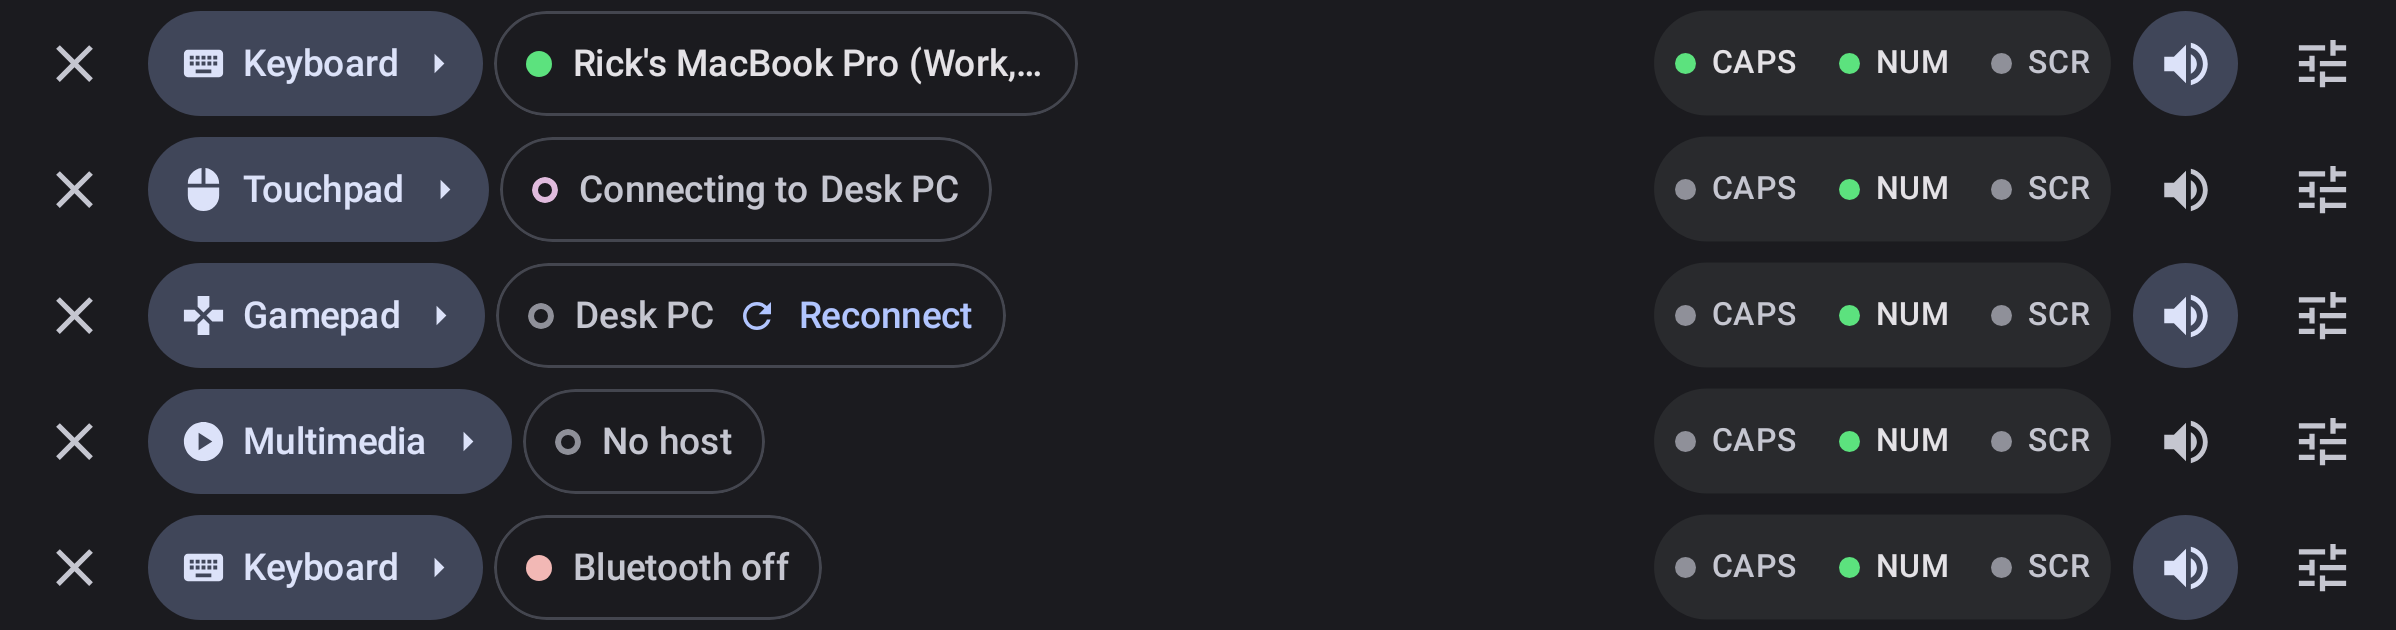 Keyboard Rick's MacBook Pro (Work,... CAPS NUM SCR
Touchpad Connecting to Desk PC CAPS NUM SCR
Gamepad Desk PC Reconnect CAPS NUM SCR
Multimedia No host CAPS NUM SCR
Keyboard Bluetooth off CAPS NUM SCR